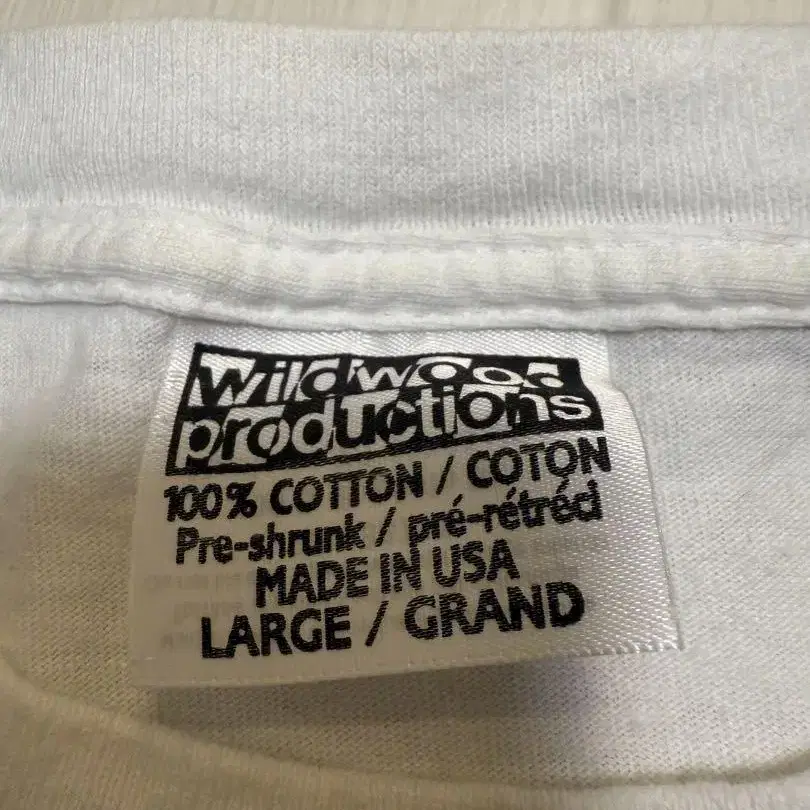 wildwood
productions
100% COTTON / COTON
Pre-shrunk / pré-rétréci
MADE IN USA
LARGE / GRAND